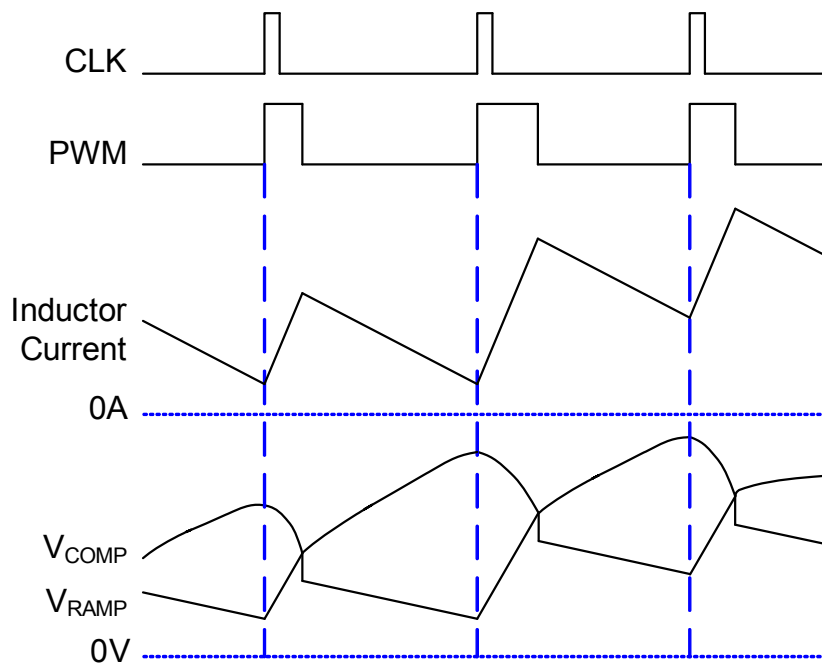 CLK
PWM
Inductor
Current
0A
VCOMP
VRAMP
0V